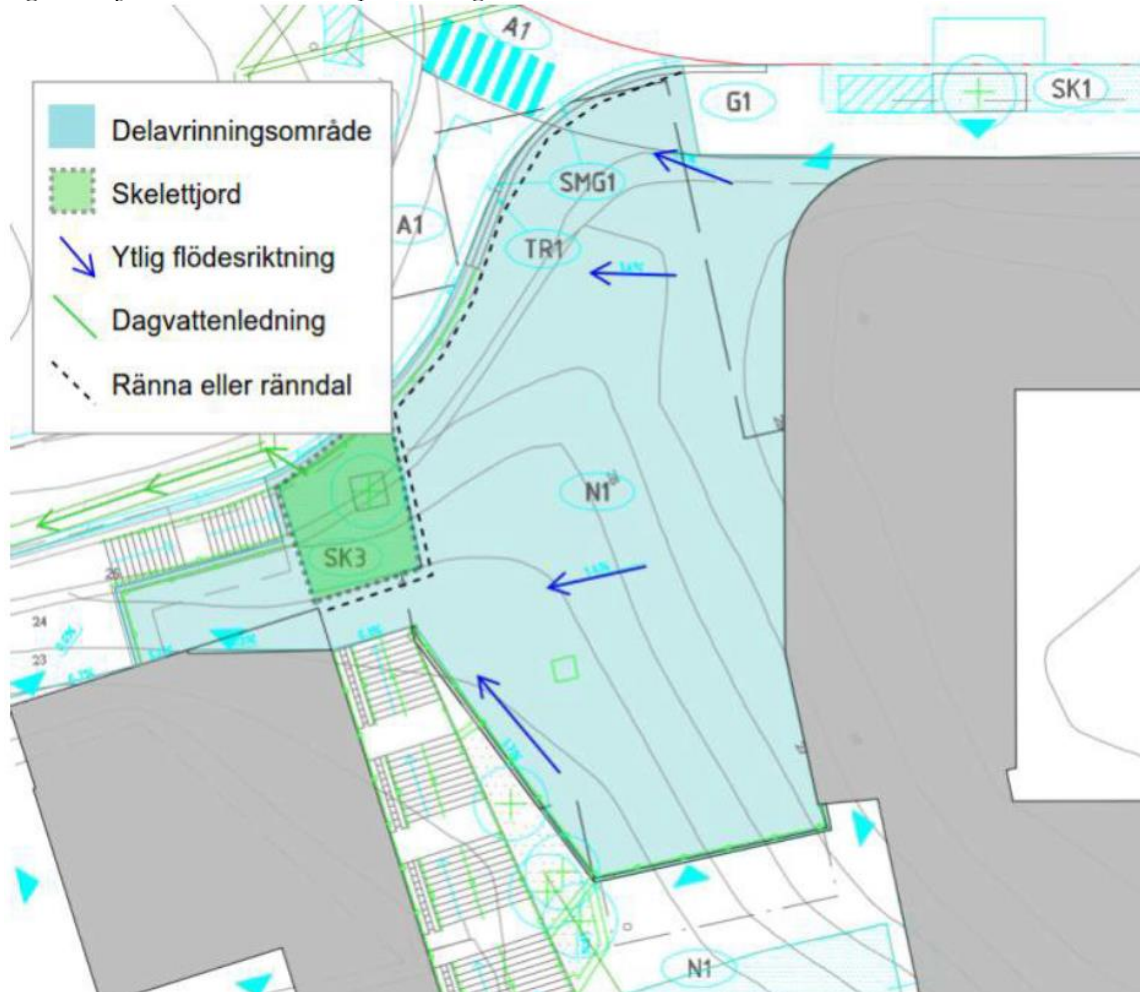 A1
SK1
G1
Delavrinningsområde
Skelettjord
Ytlig flödesriktning
Dagvattenledning
Ränna eller ränndal
SMG1
A1
TR1
N1
SK3
26
24
23
N1